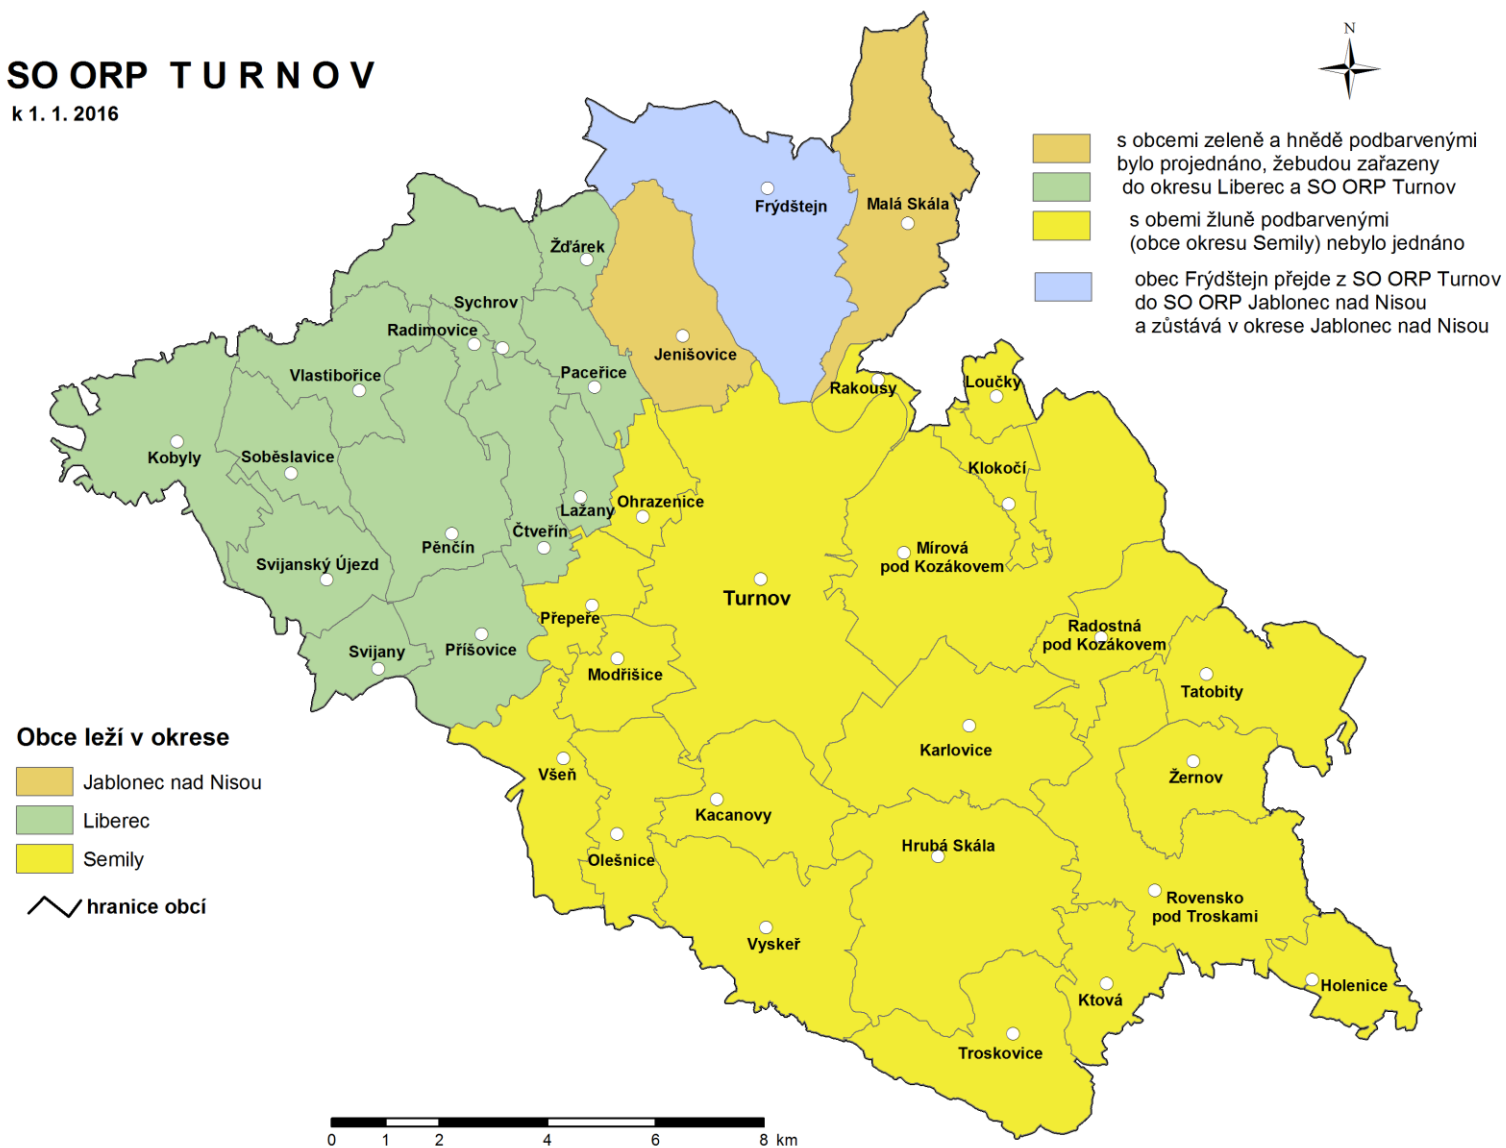 SO ORP T U R N O V
k 1. 1. 2016
N
s obcemi zeleně a hnědě podbarvenými
bylo projednáno, žebudou zařazeny
do okresu Liberec a SO ORP Turnov
s obemi žluně podbarvenými
(obce okresu Semily) nebylo jednáno
obec Frýdštejn přejde z SO ORP Turnov
do SO ORP Jablonec nad Nisou
a zůstává v okrese Jablonec nad Nisou
Frýdštejn
Malá Skála
Žďárek
Sychrov
Radimovice
Jenišovice
Paceřice
Vlastibořice
Rakousy
Loučky
Kobyly
Soběslavice
Klokočí
Ohrazenice
Lažany
Čtveřín
Pěnčín
Mírová
pod Kozákovem
Svijanský Újezd
Turnov
Přepeře
Radostná
pod Kozákovem
Svijany
Příšovice
Modřišice
Tatobity
Karlovice
Všeň
Žernov
Kacanovy
Hrubá Skála
Olešnice
Rovensko
pod Troskami
Vyskeř
Holenice
Ktová
Troskovice
Obce leží v okrese
Jablonec nad Nisou
Liberec
Semily
hranice obcí
0 1 2 4 6 8 km